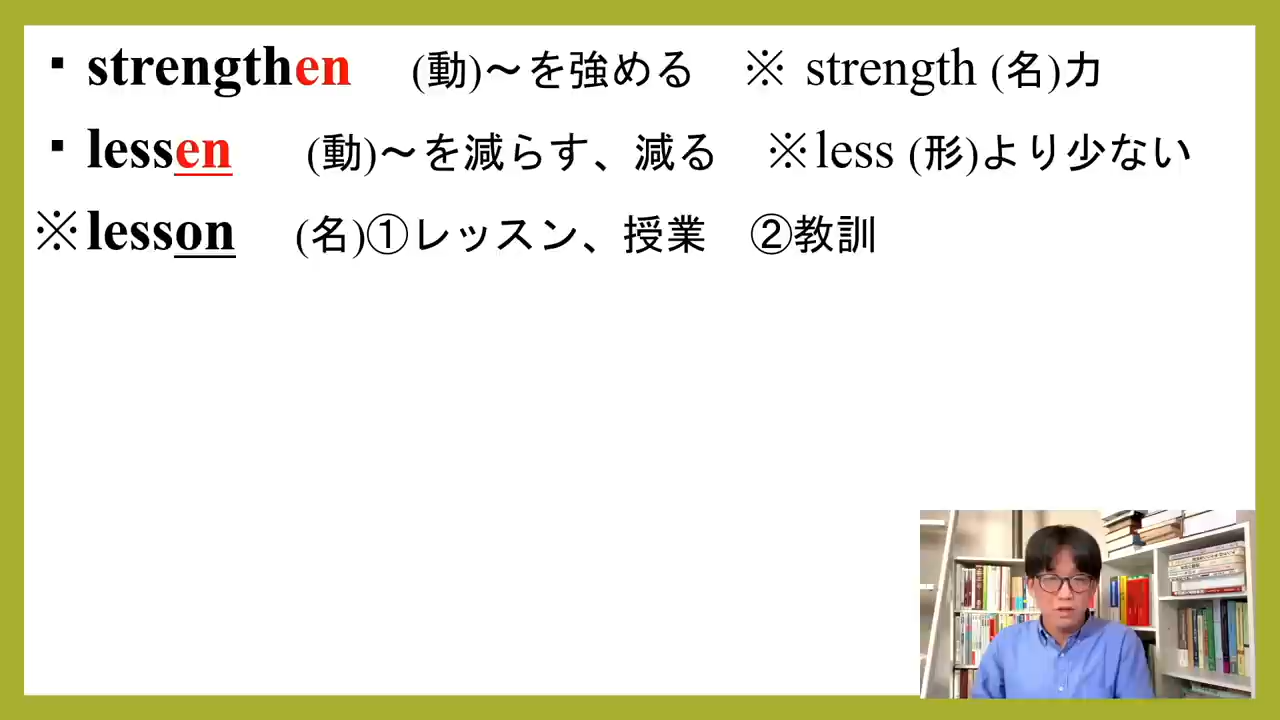 ▪ strengthen (動)～を強める ※ strength (名)力
▪ lessen (動)～を減らす、減る ※less (形)より少ない
※lesson (名)①レッスン、授業 ②教訓